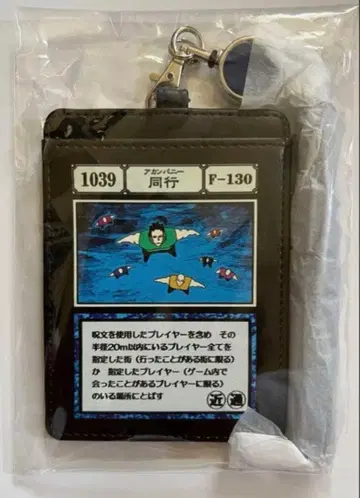 1039
アカンパニー
同行
F-130
呪文を使用したプレイヤーを含め その
半径20m以内にいるプレイヤー全てを
指定した街（行ったことがある街に限る）
か 指定したプレイヤー（ゲーム内で
会ったことがあるプレイヤーに限る）
のいる場所にとばす
近 通